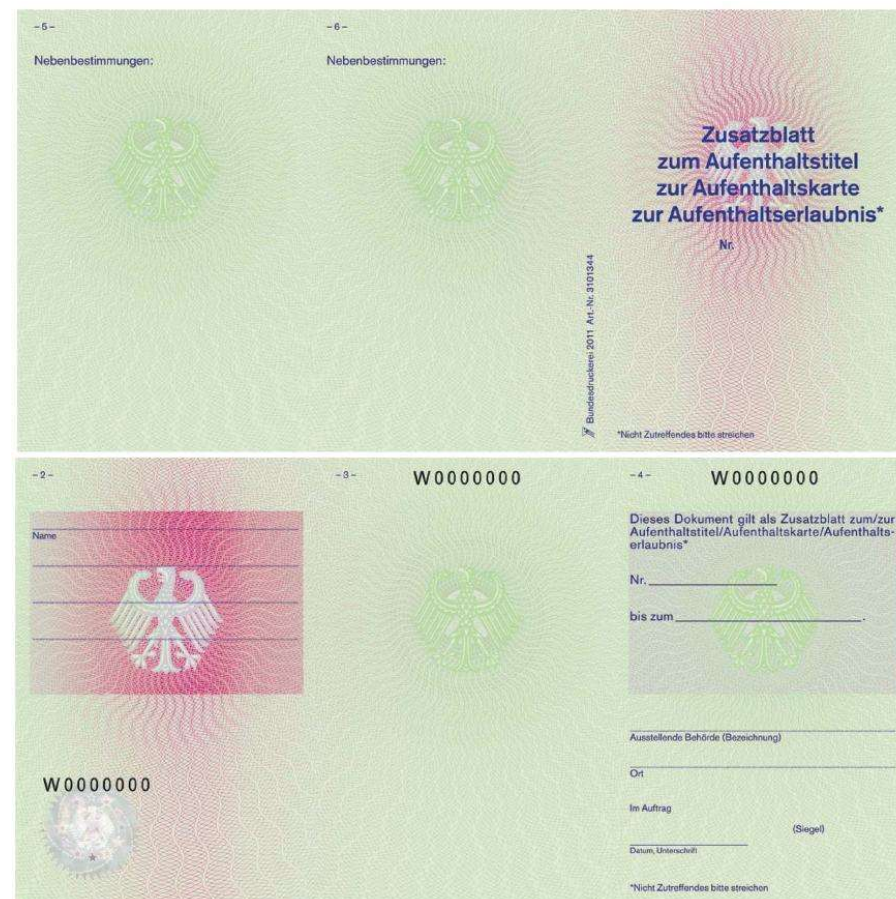 -5-
Nebenbestimmungen:
-6-
Nebenbestimmungen:
Bundesdruckerei 2011 Art.-Nr. 3101344
Zusatzblatt
zum Aufenthaltstitel
zur Aufenthaltskarte
zur Aufenthaltserlaubnis*
Nr.
*Nicht Zutreffendes bitte streichen
-2-
Name
W0000000
-3-
W0000000
-4-
W0000000
Dieses Dokument gilt als Zusatzblatt zum/zur
Aufenthaltstitel/Aufenthaltskarte/Aufenthalts-
erlaubnis*
Nr.
bis zum .
Ausstellende Behörde (Bezeichnung)
Ort
Im Auftrag
(Siegel)
Datum, Unterschrift
*Nicht Zutreffendes bitte streichen